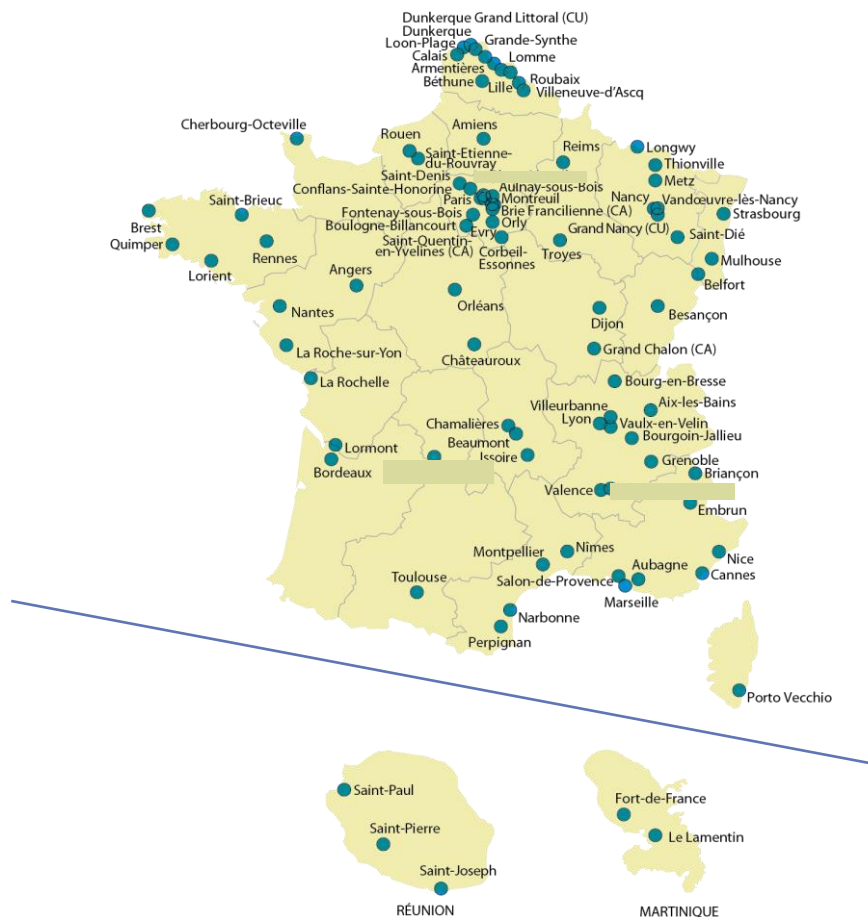 Dunkerque Grand Littoral (CU)
Dunkerque
Loon-Plage
Grande-Synthe
Calais
Lomme
Armentières
Béthune
Lille
Roubaix
Villeneuve-d'Ascq
Cherbourg-Octeville
Rouen
Amiens
Reims
Longwy
Saint-Etienne-
du-Rouvray
Thionville
Metz
Saint-Denis
Conflans-Sainte-Honorine
Aulnay-sous-Bois
Paris
Montreuil
Nancy
Vandœuvre-lès-Nancy
Saint-Brieuc
Fontenay-sous-Bois
Brie Francilienne (CA)
Strasbourg
Brest
Boulogne-Billancourt
Evry
Orly
Grand Nancy (CU)
Quimper
Rennes
Saint-Quentin-
en-Yvelines (CA)
Corbeil-
Essonnes
Troyes
Saint-Dié
Lorient
Mulhouse
Angers
Belfort
Orléans
Nantes
Dijon
Besançon
La Roche-sur-Yon
Châteauroux
Grand Chalon (CA)
La Rochelle
Bourg-en-Bresse
Villeurbanne
Aix-les-Bains
Chamalières
Lyon
Vaulx-en-Velin
Lormont
Beaumont
Bourgoin-Jallieu
Bordeaux
Issoire
Grenoble
Briançon
Valence
Embrun
Montpellier
Nîmes
Nice
Toulouse
Salon-de-Provence
Aubagne
Cannes
Marseille
Narbonne
Perpignan
Porto Vecchio
Saint-Paul
Fort-de-France
Saint-Pierre
Le Lamentin
Saint-Joseph
RÉUNION
MARTINIQUE